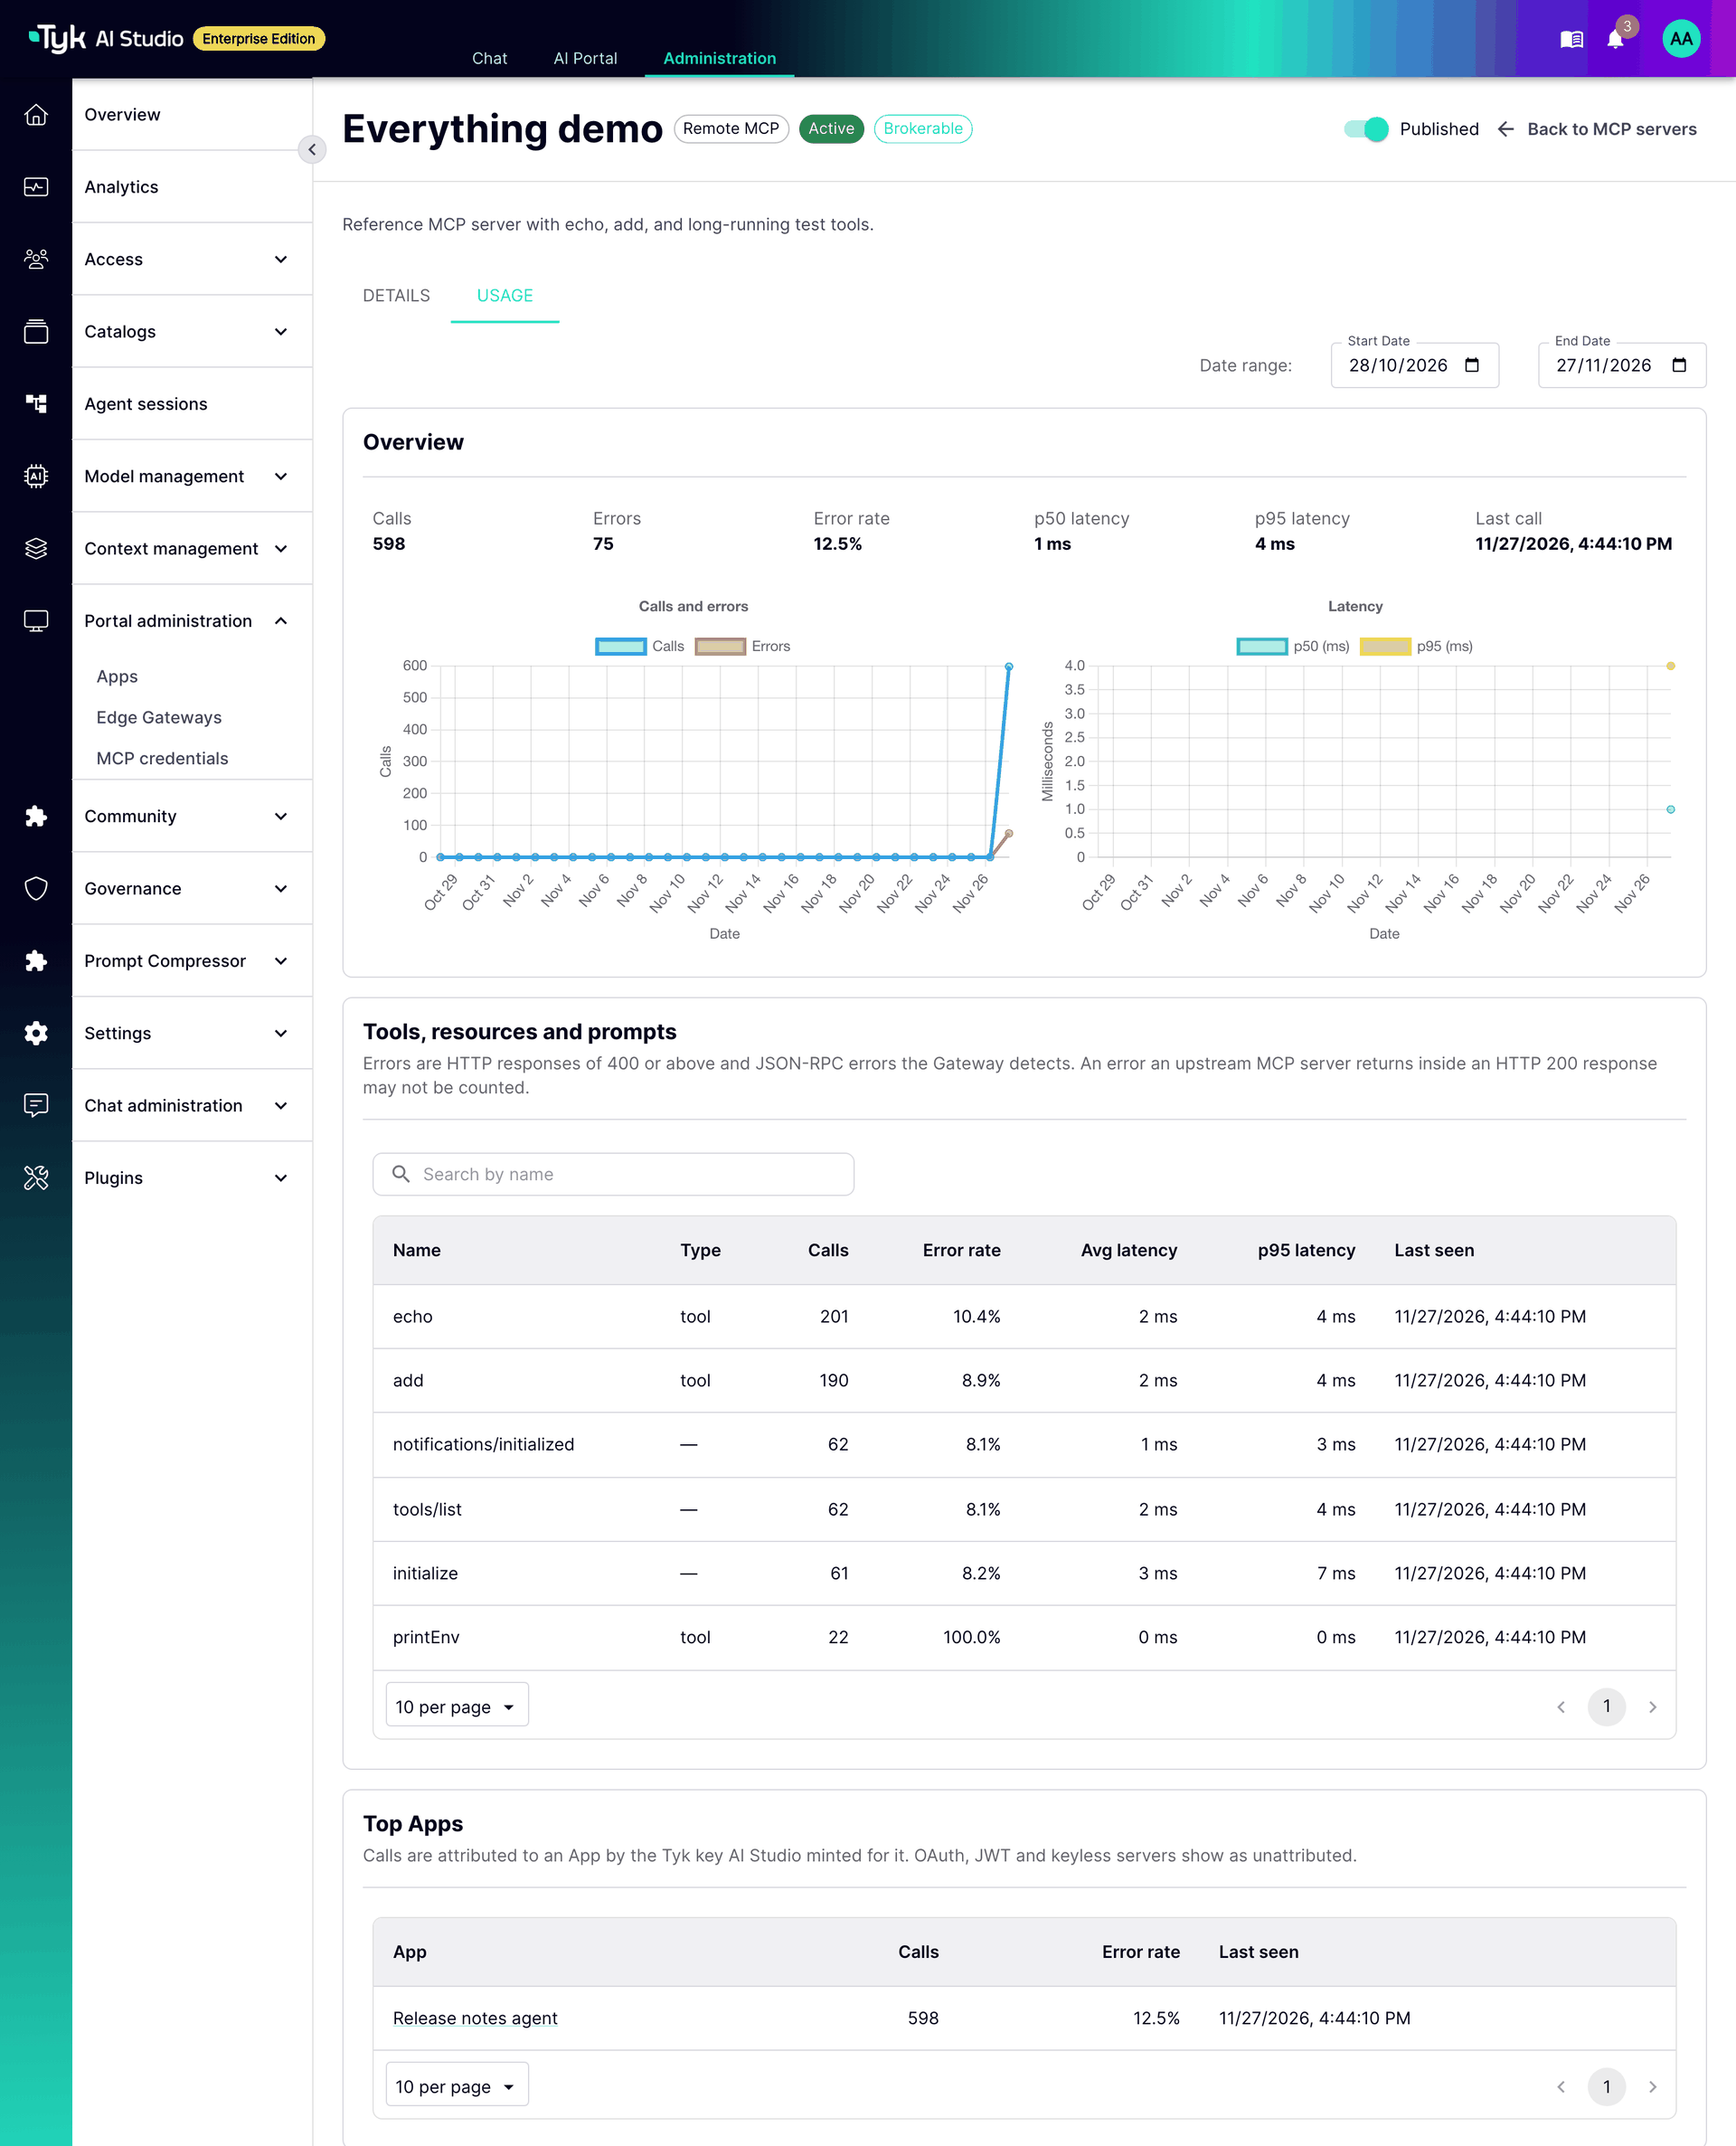 Tyk AI Studio Enterprise Edition
Chat AI Portal Administration
3
AA
Overview
Analytics
Access
Catalogs
Agent sessions
AI
Model management
Context management
Portal administration
Apps
Edge Gateways
MCP credentials
Community
Governance
Prompt Compressor
Settings
Chat administration
Plugins
Everything demo Remote MCP Active Brokerable
Published Back to MCP servers
Reference MCP server with echo, add, and long-running test tools.
DETAILS USAGE
Date range:
Start Date
28/10/2026
End Date
27/11/2026
Overview
Calls Errors Error rate p50 latency p95 latency Last call
598 75 12.5% 1 ms 4 ms 11/27/2026, 4:44:10 PM
Calls and errors
Calls Errors
600
500
400
300
200
100
0
Calls
Oct 29 Oct 31 Nov 2 Nov 4 Nov 6 Nov 8 Nov 10 Nov 12 Nov 14 Nov 16 Nov 18 Nov 20 Nov 22 Nov 24 Nov 26
Date
Latency
p50 (ms) p95 (ms)
4.0
3.5
3.0
2.5
2.0
1.5
1.0
0.5
0
Milliseconds
Oct 29 Oct 31 Nov 2 Nov 4 Nov 6 Nov 8 Nov 10 Nov 12 Nov 14 Nov 16 Nov 18 Nov 20 Nov 22 Nov 24 Nov 26
Date
Tools, resources and prompts
Errors are HTTP responses of 400 or above and JSON-RPC errors the Gateway detects. An error an upstream MCP server returns inside an HTTP 200 response
may not be counted.
Search by name
Name Type Calls Error rate Avg latency p95 latency Last seen
echo tool 201 10.4% 2 ms 4 ms 11/27/2026, 4:44:10 PM
add tool 190 8.9% 2 ms 4 ms 11/27/2026, 4:44:10 PM
notifications/initialized — 62 8.1% 1 ms 3 ms 11/27/2026, 4:44:10 PM
tools/list — 62 8.1% 2 ms 4 ms 11/27/2026, 4:44:10 PM
initialize — 61 8.2% 3 ms 7 ms 11/27/2026, 4:44:10 PM
printEnv tool 22 100.0% 0 ms 0 ms 11/27/2026, 4:44:10 PM
10 per page 1
Top Apps
Calls are attributed to an App by the Tyk key AI Studio minted for it. OAuth, JWT and keyless servers show as unattributed.
App Calls Error rate Last seen
Release notes agent 598 12.5% 11/27/2026, 4:44:10 PM
10 per page 1